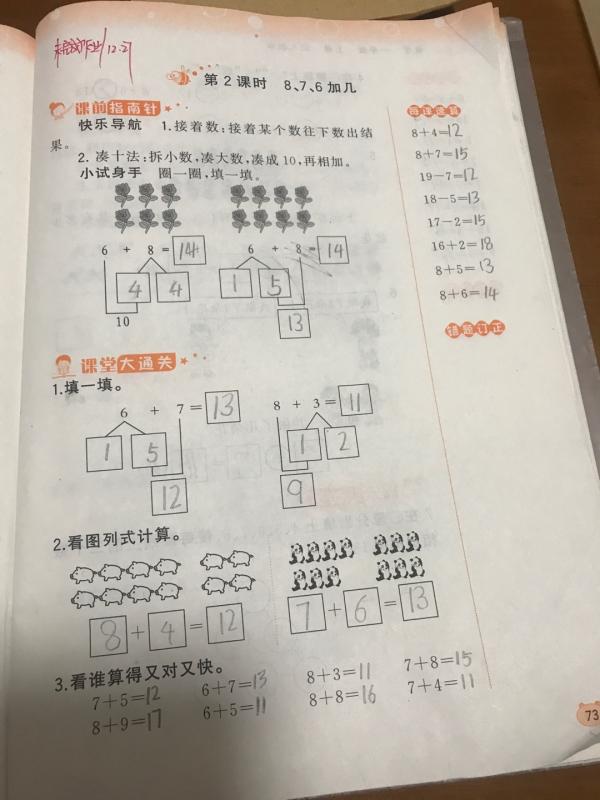 12.27
第2课时 8、7、6加几
课前指南针
快乐导航 1.接着数:接着某个数往下数出结
果。
2. 凑十法:拆小数,凑大数,凑成10,再相加。
小试身手 圈一圈,填一填。
6 + 8 = 14
4 4
10
6 + 8 = 14
1 5
13
每课速算
8+4=12
8+7=15
19-7=12
18-5=13
17-2=15
16+2=18
8+5=13
8+6=14
错题订正
课堂大通关
1.填一填。
6 + 7 = 13
1 5
12
8 + 3 = 11
1 2
9
2.看图列式计算。
8 + 4 = 12
7 + 6 = 13
3.看谁算得又对又快。
7+5=12 6+7=13 8+3=11 7+8=15
8+9=17 6+5=11 8+8=16 7+4=11
73